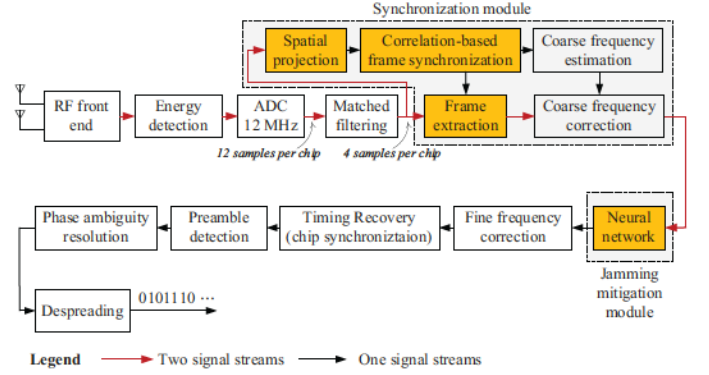 Synchronization module
Spatial
projection
Correlation-based
frame synchronization
Coarse frequency
estimation
RF front
end
Energy
detection
ADC
12 MHz
Matched
filtering
Frame
extraction
Coarse frequency
correction
12 samples per chip
4 samples per chip
Phase ambiguity
resolution
Preamble
detection
Timing Recovery
(chip synchroniztaion)
Fine frequency
correction
Neural
network
Jamming
mitigation
module
Despreading
0101110 ···
Legend
Two signal streams
One signal streams